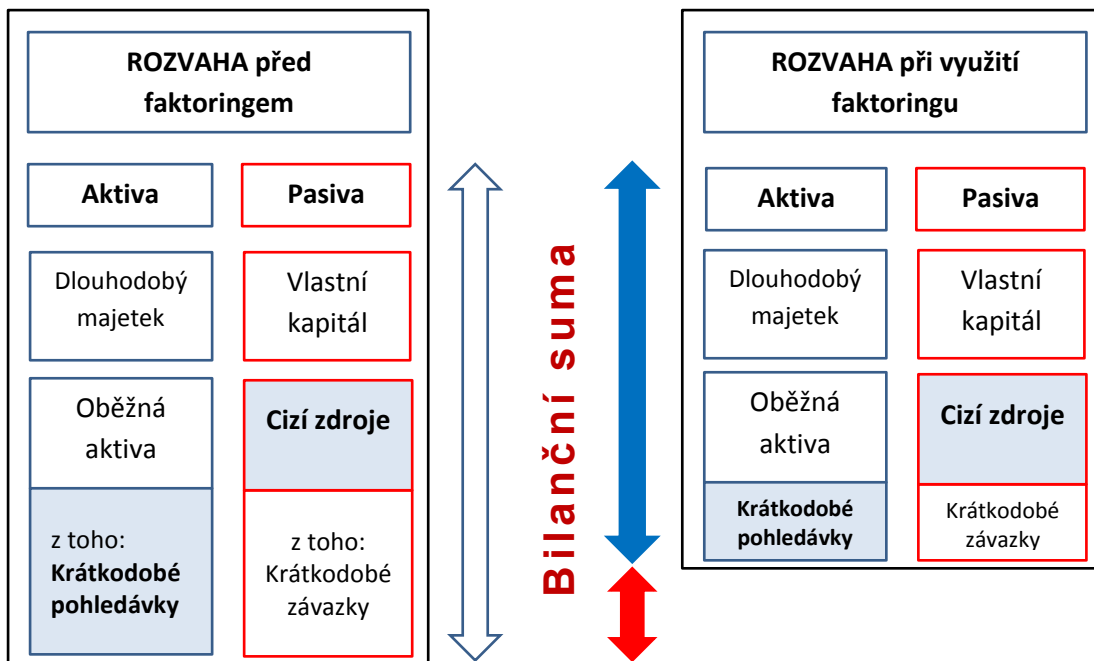 ROZVAHA před
faktoringem
Aktiva
Pasiva
Dlouhodobý
majetek
Vlastní
kapitál
Oběžná
aktiva
Cizí zdroje
z toho:
Krátkodobé
pohledávky
z toho:
Krátkodobé
závazky
Bilanční suma
ROZVAHA při využití
faktoringu
Aktiva
Pasiva
Dlouhodobý
majetek
Vlastní
kapitál
Oběžná
aktiva
Cizí zdroje
Krátkodobé
pohledávky
Krátkodobé
závazky